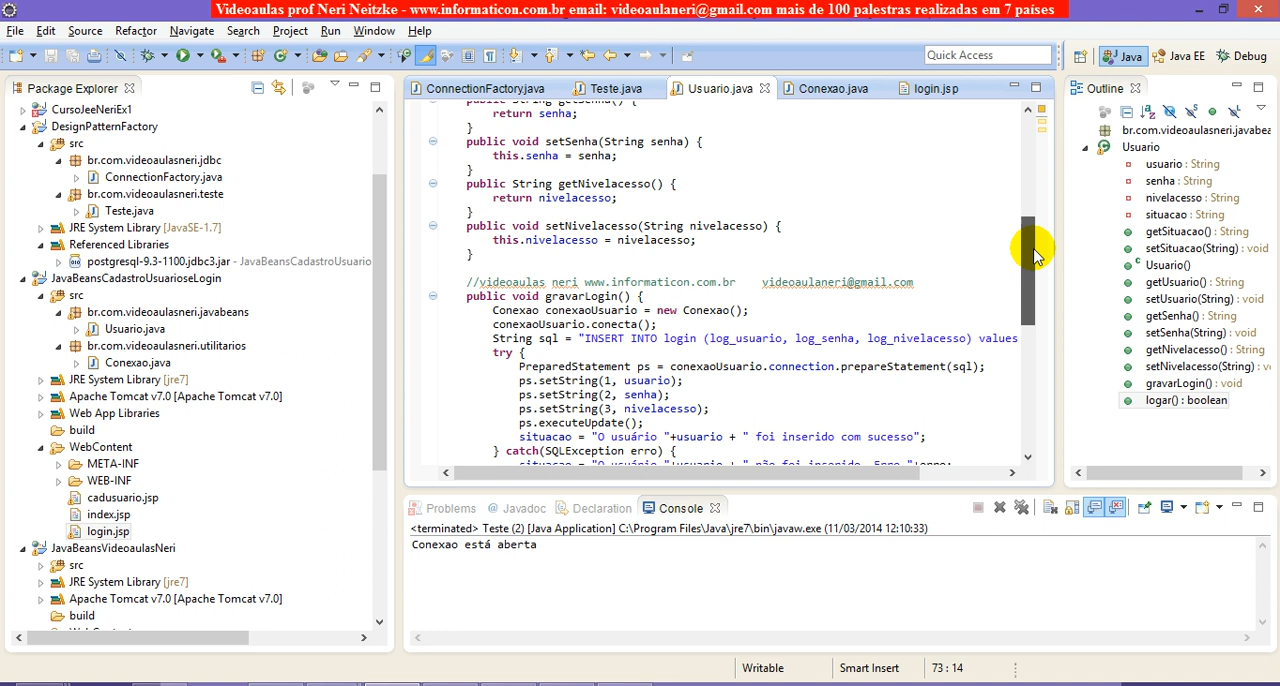 Videoaulas prof Neri Neitzke - www.informaticon.com.br email: videoaulaneri@gmail.com mais de 100 palestras realizadas em 7 países
File Edit Source Refactor Navigate Search Project Run Window Help
Quick Access
Java
Java EE
Debug
Package Explorer
CursoJeeNeriEx1
DesignPatternFactory
src
br.com.videoaulasneri.jdbc
ConnectionFactory.java
br.com.videoaulasneri.teste
Teste.java
JRE System Library [JavaSE-1.7]
Referenced Libraries
postgresql-9.3-1100.jdbc3.jar - JavaBeansCadastroUsuario
JavaBeansCadastroUsuarioseLogin
src
br.com.videoaulasneri.javabeans
Usuario.java
br.com.videoaulasneri.utilitarios
Conexao.java
JRE System Library [jre7]
Apache Tomcat v7.0 [Apache Tomcat v7.0]
Web App Libraries
build
WebContent
META-INF
WEB-INF
cadusuario.jsp
index.jsp
login.jsp
JavaBeansVideoaulasNeri
src
JRE System Library [jre7]
Apache Tomcat v7.0 [Apache Tomcat v7.0]
build
ConnectionFactory.java
Teste.java
Usuario.java
Conexao.java
login.jsp
public String getSenha() {
return senha;
}
public void setSenha(String senha) {
this.senha = senha;
}
public String getNivelacesso() {
return nivelacesso;
}
public void setNivelacesso(String nivelacesso) {
this.nivelacesso = nivelacesso;
}
//videoaulas neri www.informaticon.com.br videoaulaneri@gmail.com
public void gravarLogin() {
Conexao conexaoUsuario = new Conexao();
conexaoUsuario.conecta();
String sql = "INSERT INTO login (log_usuario, log_senha, log_nivelacesso) values
try {
PreparedStatement ps = conexaoUsuario.connection.prepareStatement(sql);
ps.setString(1, usuario);
ps.setString(2, senha);
ps.setString(3, nivelacesso);
ps.executeUpdate();
situacao = "O usuário "+usuario + " foi inserido com sucesso";
} catch(SQLException erro) {
situacao = "O usuário "+usuario + " não foi inserido. Erro "+erro;
Outline
br.com.videoaulasneri.javabea
Usuario
usuario : String
senha : String
nivelacesso : String
situacao : String
getSituacao() : String
setSituacao(String) : void
Usuario()
getUsuario() : String
setUsuario(String) : void
getSenha() : String
setSenha(String) : void
getNivelacesso() : String
setNivelacesso(String) : v
gravarLogin() : void
logar() : boolean
Problems
Javadoc
Declaration
Console
<terminated> Teste (2) [Java Application] C:\Program Files\Java\jre7\bin\javaw.exe (11/03/2014 12:10:33)
Conexao está aberta
Writable
Smart Insert
73 : 14